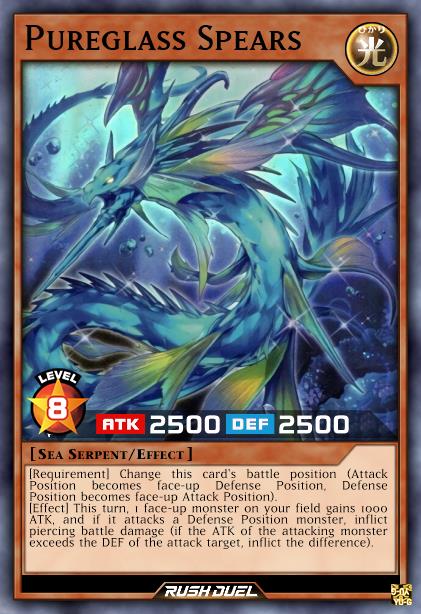 PUREGLASS SPEARS
ひかり
光
LEVEL
8
ATK 2500 DEF 2500
[SEA SERPENT/EFFECT]
[Requirement] Change this card's battle position (Attack
Position becomes face-up Defense Position, Defense
Position becomes face-up Attack Position).
[Effect] This turn, 1 face-up monster on your field gains 1000
ATK, and if it attacks a Defense Position monster, inflict
piercing battle damage (if the ATK of the attacking monster
exceeds the DEF of the attack target, inflict the difference).
RUSH DUEL